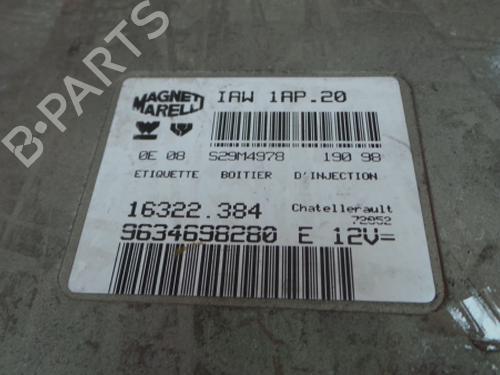 MAGNETI
MARELLI
IAW 1AP.20
0E 08 S29M4978 190 98
ETIQUETTE BOITIER D'INJECTION
16322.384 Chatellerault
72052
9634698280 E 12V=
B-PARTS